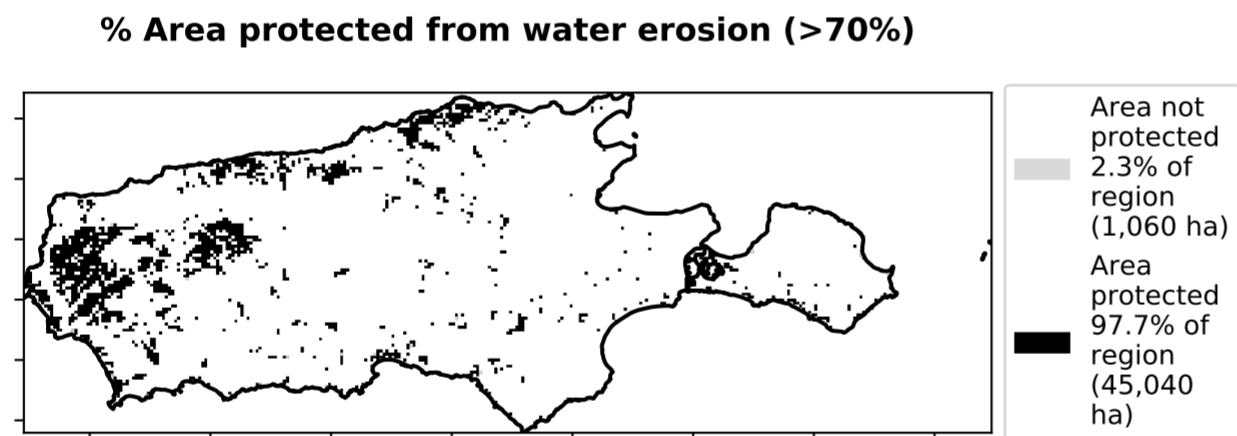 % Area protected from water erosion (>70%)
Area not
protected
2.3% of
region
(1,060 ha)
Area
protected
97.7% of
region
(45,040
ha)